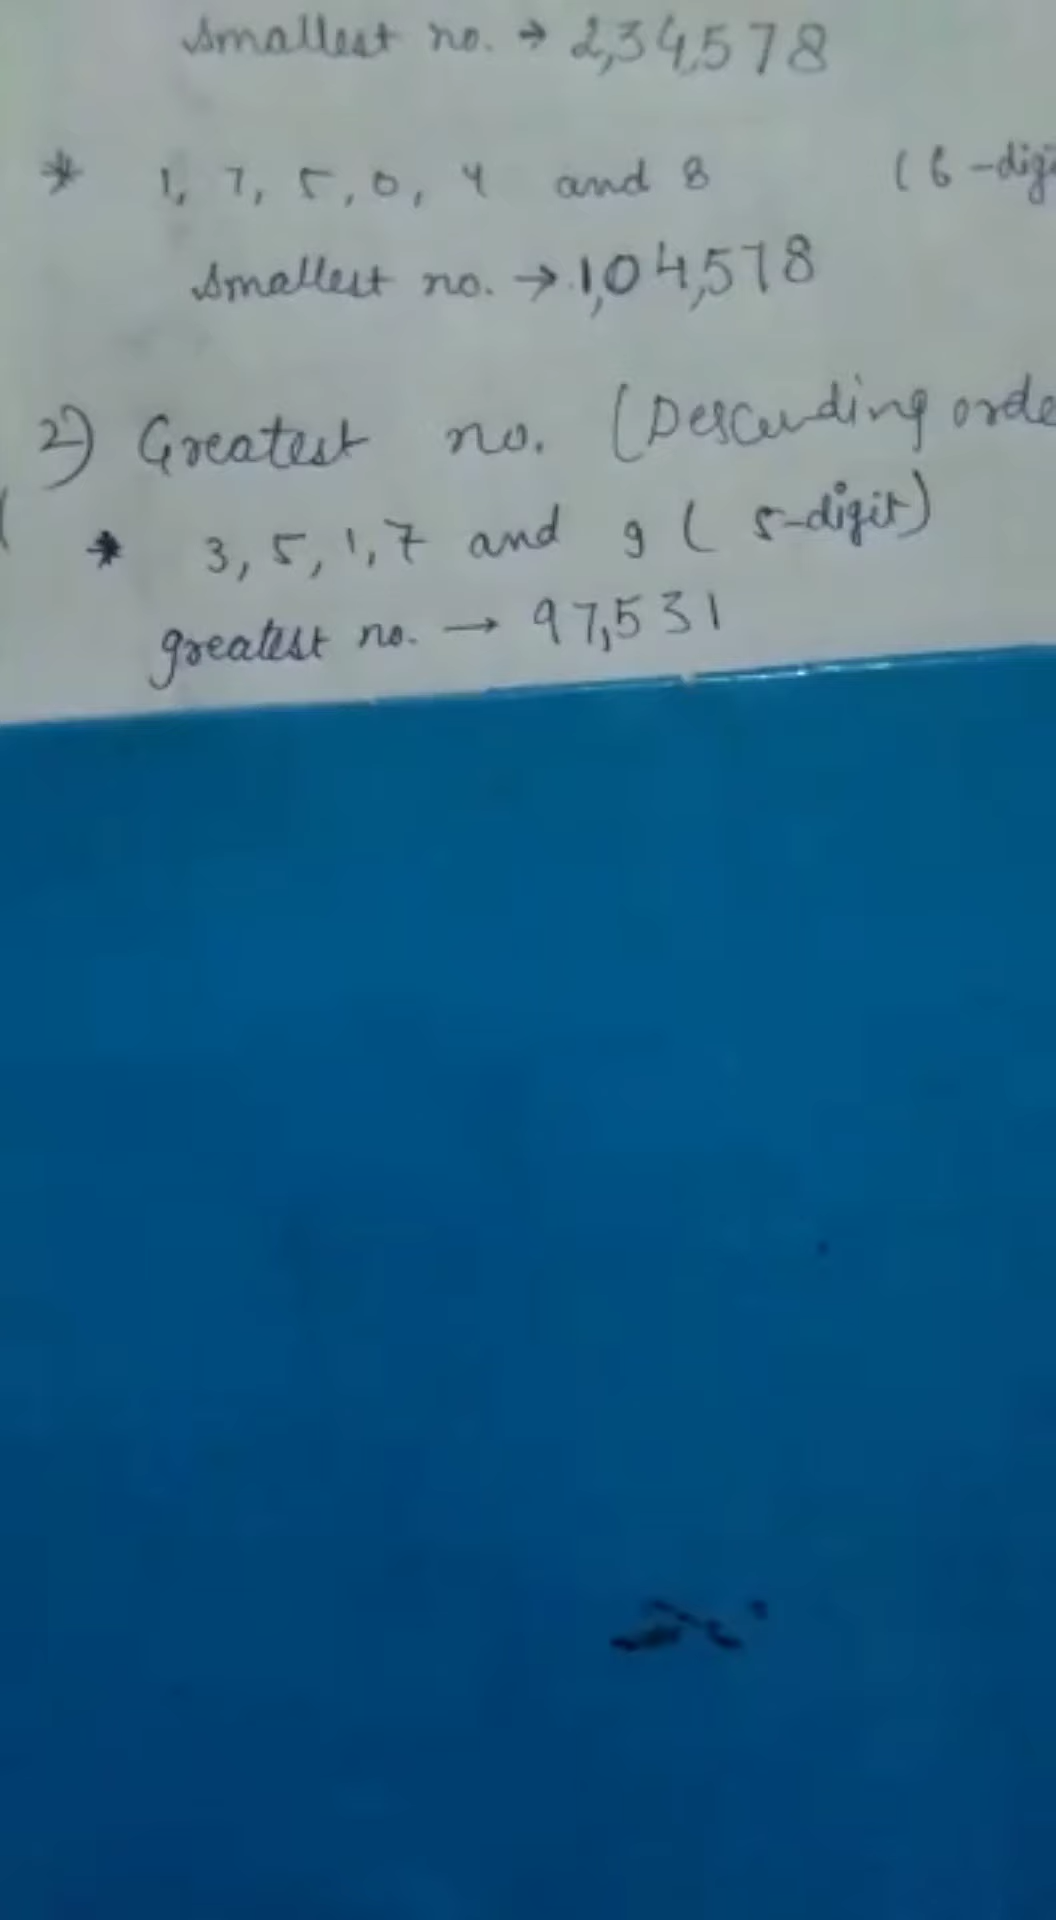 smallest no. → 2,34,578
* 1, 7, 5, 0, 4 and 8 (6-digi
smallest no. → 1,04,578
2) Greatest no. (Descending orde
* 3, 5, 1, 7 and 9 ( 5-digit)
greatest no. → 97,531